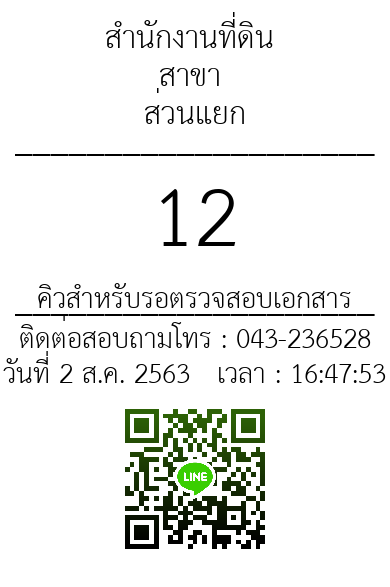 สำนักงานที่ดิน
สาขา
ส่วนแยก
12
คิวสำหรับรอตรวจสอบเอกสาร
ติดต่อสอบถามโทร : 043-236528
วันที่ 2 ส.ค. 2563 เวลา : 16:47:53
LINE